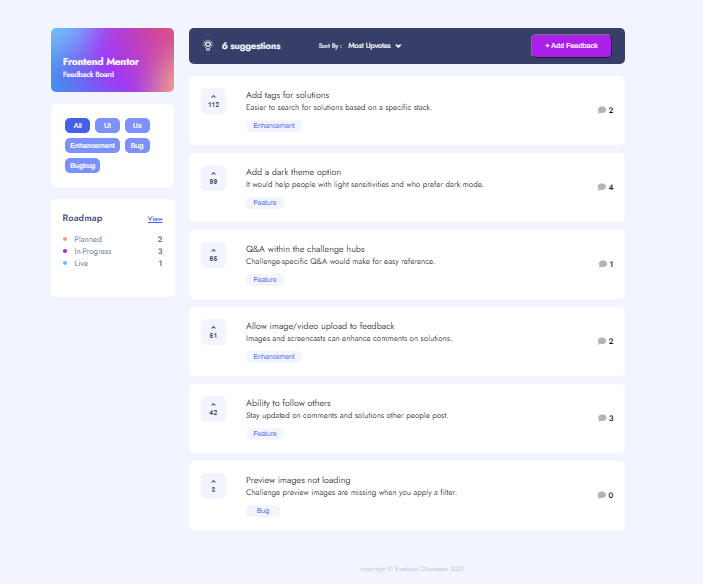 Frontend Mentor
Feedback Board
All
UI
Ux
Enhancement
Bug
Bugbug
Roadmap
View
Planned 2
In-Progress 3
Live 1
6 suggestions
Sort By : Most Upvotes
+ Add Feedback
112
Add tags for solutions
Easier to search for solutions based on a specific stack.
Enhancement
2
99
Add a dark theme option
It would help people with light sensitivities and who prefer dark mode.
Feature
4
65
Q&A within the challenge hubs
Challenge-specific Q&A would make for easy reference.
Feature
1
51
Allow image/video upload to feedback
Images and screencasts can enhance comments on solutions.
Enhancement
2
42
Ability to follow others
Stay updated on comments and solutions other people post.
Feature
3
3
Preview images not loading
Challenge preview images are missing when you apply a filter.
Bug
0
copyright © 2021